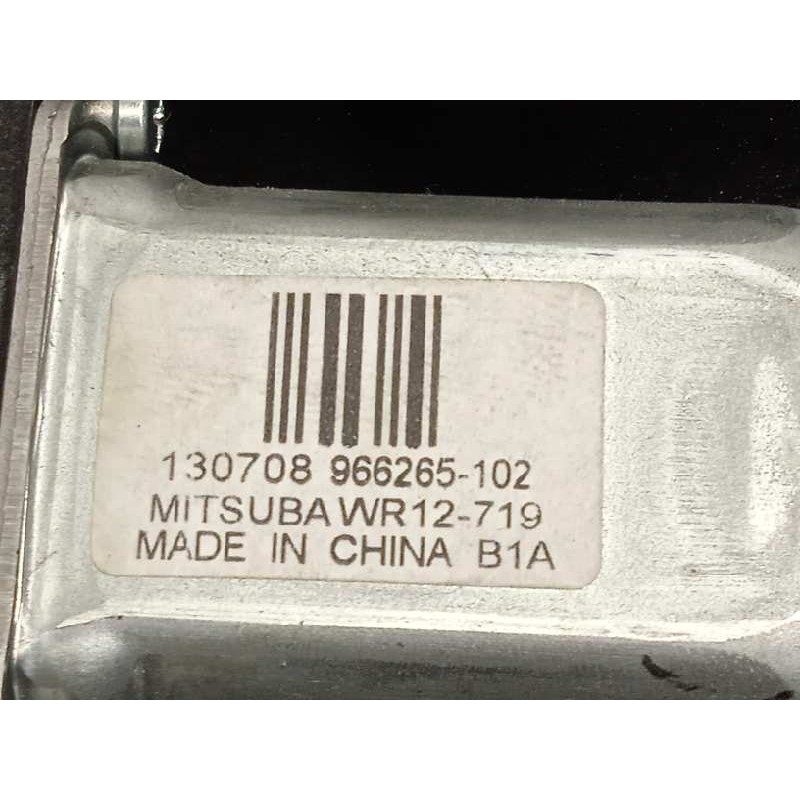 130708 966265-102
MITSUBA WR12-719
MADE IN CHINA B1A